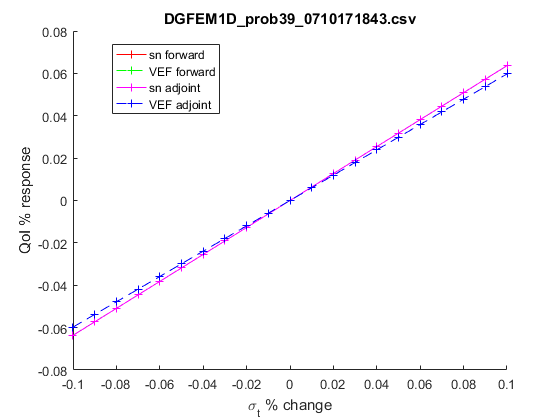 DGFEM1D_prob39_0710171843.csv
0.08
0.06
0.04
0.02
0
-0.02
-0.04
-0.06
-0.08
QoI % response
sn forward
VEF forward
sn adjoint
VEF adjoint
-0.1 -0.08 -0.06 -0.04 -0.02 0 0.02 0.04 0.06 0.08 0.1
σt % change